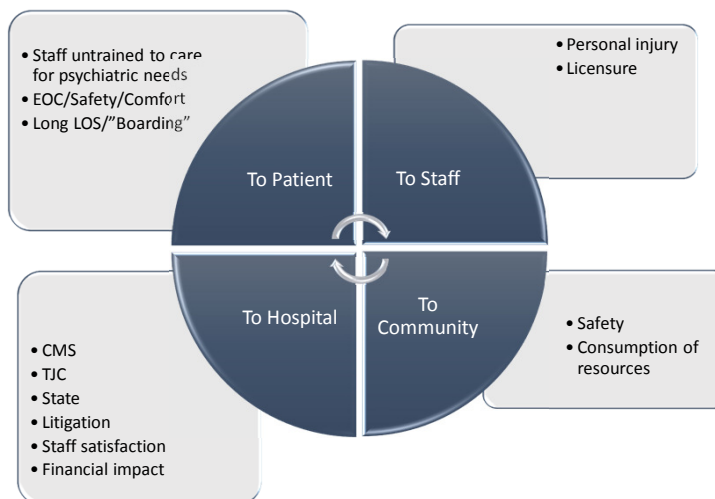 • Staff untrained to care
for psychiatric needs
• EOC/Safety/Comfort
• Long LOS/”Boarding”
• Personal injury
• Licensure
To Patient
To Staff
To Hospital
To
Community
• CMS
• TJC
• State
• Litigation
• Staff satisfaction
• Financial impact
• Safety
• Consumption of
resources